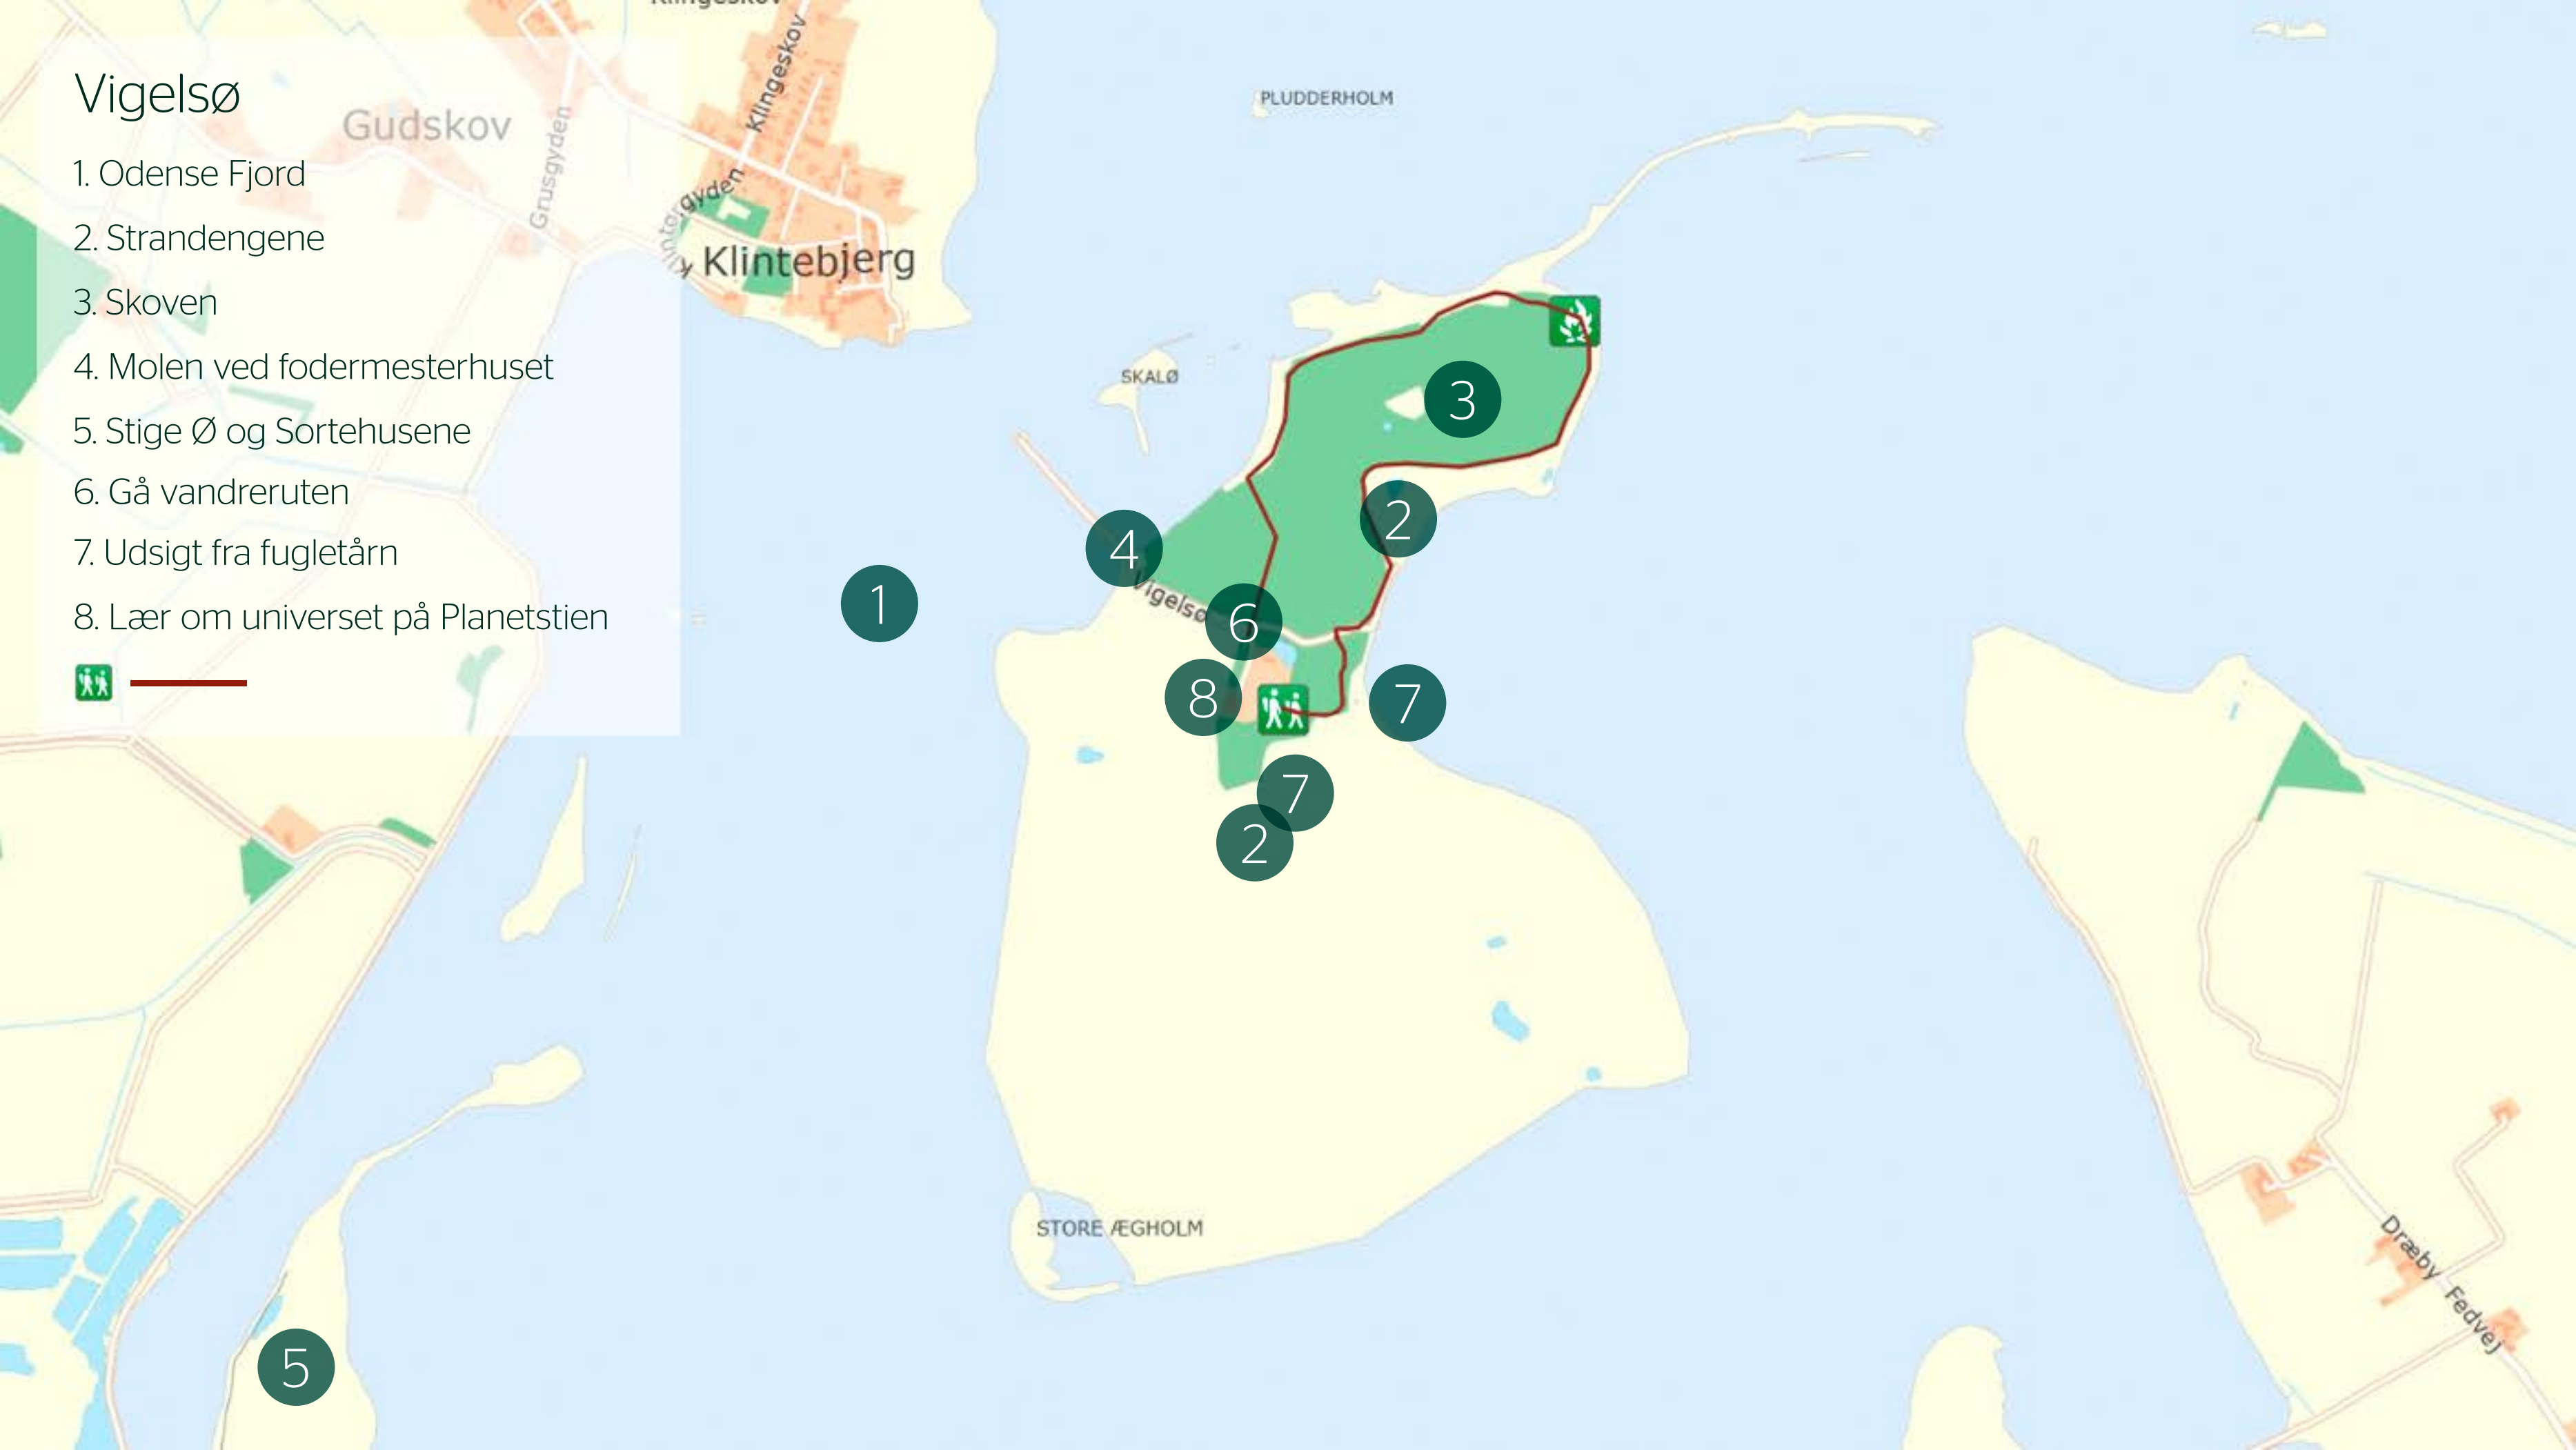 Vigelsø
1. Odense Fjord
2. Strandengene
3. Skoven
4. Molen ved fodermesterhuset
5. Stige Ø og Sortehusene
6. Gå vandreruten
7. Udsigt fra fugletårn
8. Lær om universet på Planetstien
Gudskov
Grusgyden
Klingeskov
Klingeskov
Klintebjerg
PLUDDERHOLM
SKALØ
3
2
4
1
Vigelsø
6
8
7
7
2
STORE ÆGHOLM
5
Dræby Fedvej